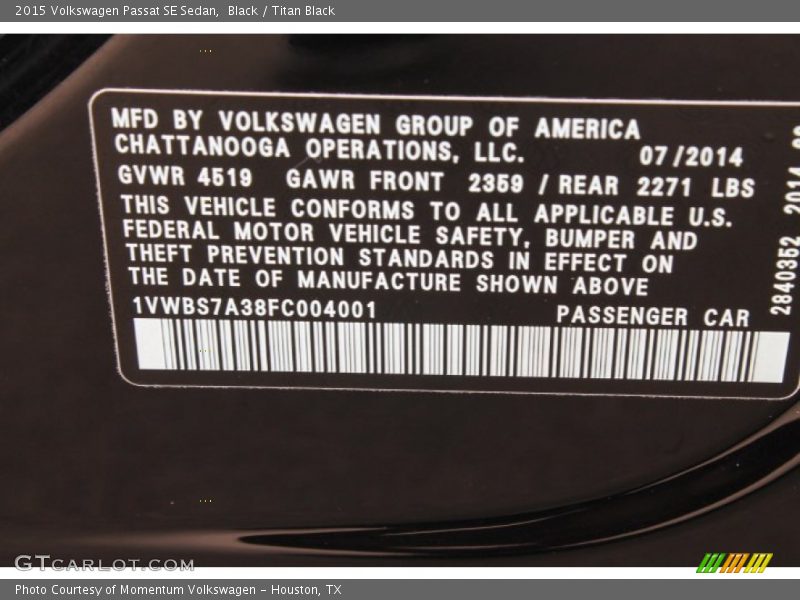 2015 Volkswagen Passat SE Sedan,  Black / Titan Black
MFD BY VOLKSWAGEN GROUP OF AMERICA
CHATTANOOGA OPERATIONS, LLC.  07/2014
GVWR 4519  GAWR FRONT  2359 / REAR 2271 LBS
THIS VEHICLE CONFORMS TO ALL APPLICABLE U.S.
FEDERAL MOTOR VEHICLE SAFETY, BUMPER AND
THEFT PREVENTION STANDARDS IN EFFECT ON
THE DATE OF MANUFACTURE SHOWN ABOVE
1VWBS7A38FC004001  PASSENGER CAR
2840352  2014
GTCARLOT.COM
Photo Courtesy of Momentum Volkswagen - Houston, TX